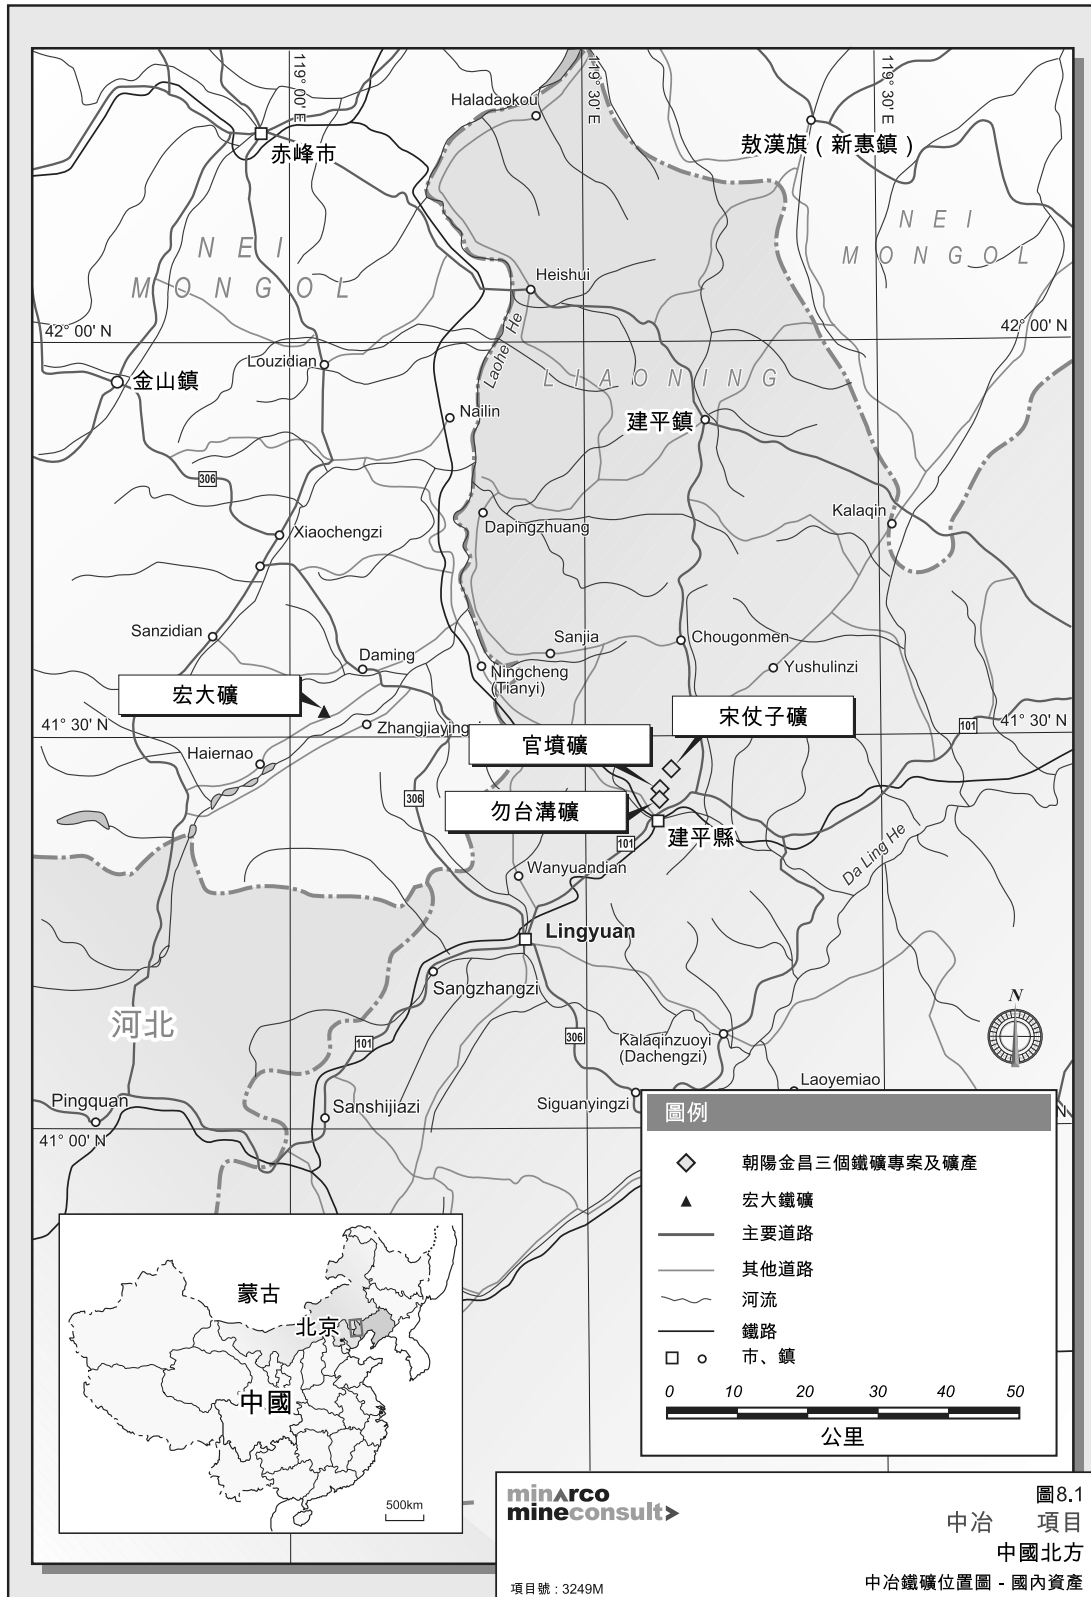 119° 00' E
119° 30' E
119° 30' E
Haladaokou
赤峰市
敖漢旗（新惠鎮）
NEI
MONGOL
NEI
MONGOL
Heishui
42° 00' N
42° 00' N
Laohe He
Louzidian
LIAONING
金山鎮
Nailin
建平鎮
306
Kalaqin
Dapingzhuang
Xiaochengzi
Sanzidian
Sanjia
Chougonmen
Daming
Ningcheng
(Tianyi)
Yushulinzi
宏大礦
宋仗子礦
41° 30' N
41° 30' N
101
Haiernao
官墳礦
306
勿台溝礦
建平縣
101
Da Ling He
Wanyuandian
Lingyuan
Sangzhangzi
河北
N
101
306
Kalaqinzuoyi
(Dachengzi)
Laoyemiao
Pingquan
Sanshijiazi
Siguanyingzi
41° 00' N
N
圖例
朝陽金昌三個鐵礦專案及礦產
宏大鐵礦
主要道路
其他道路
河流
鐵路
市、鎮
0 10 20 30 40 50
公里
蒙古
北京
中國
500km
minarco
mineconsult
圖8.1
中冶 項目
中國北方
項目號 : 3249M
中冶鐵礦位置圖 - 國內資產